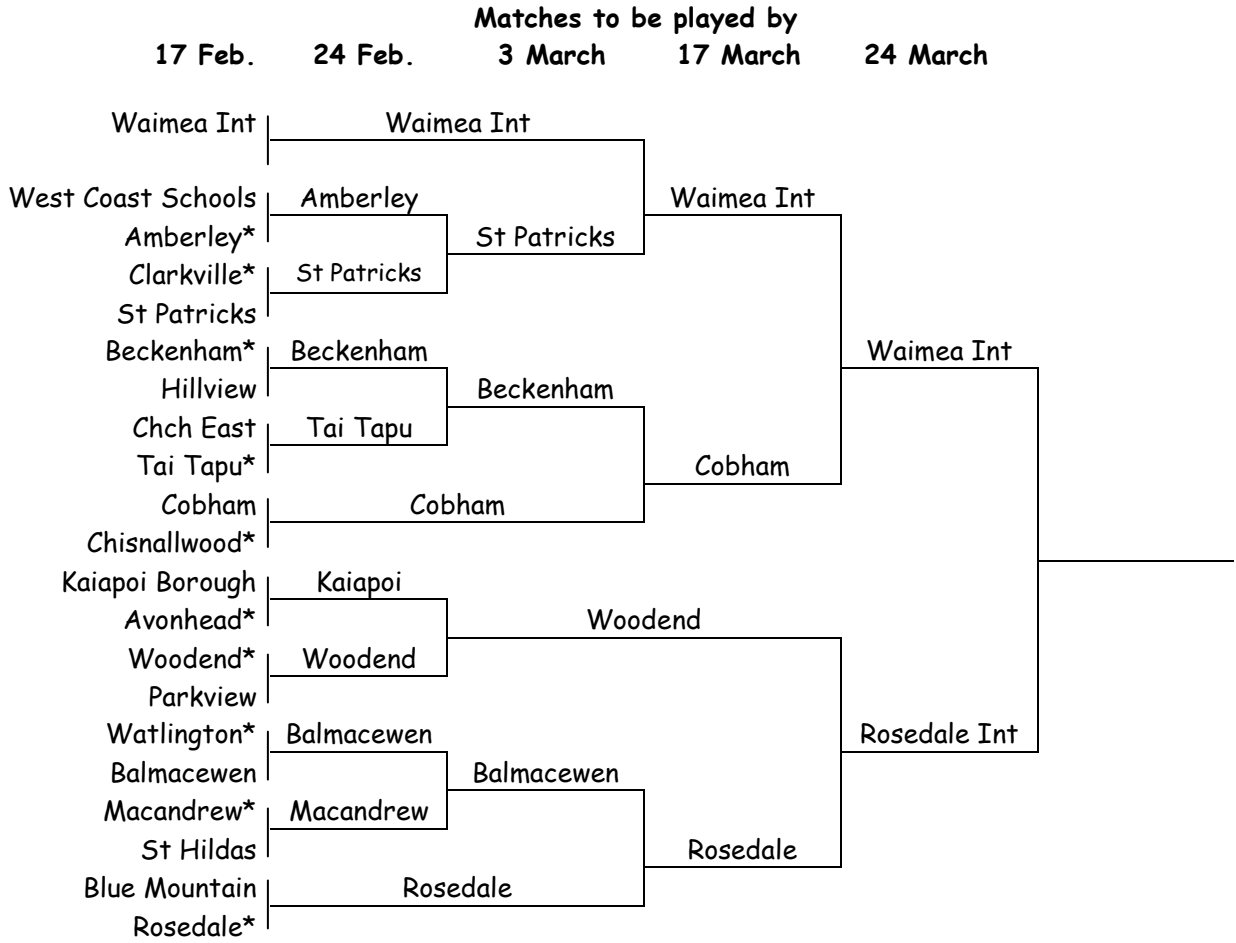 Matches to be played by
17 Feb. 24 Feb. 3 March 17 March 24 March
Waimea Int Waimea Int
West Coast Schools Amberley Waimea Int
Amberley* St Patricks
Clarkville* St Patricks
St Patricks
Beckenham* Beckenham Waimea Int
Hillview Beckenham
Chch East Tai Tapu
Tai Tapu* Cobham
Cobham Cobham
Chisnallwood*
Kaiapoi Borough Kaiapoi
Avonhead* Woodend
Woodend* Woodend
Parkview
Watlington* Balmacewen Rosedale Int
Balmacewen Balmacewen
Macandrew* Macandrew
St Hildas Rosedale
Blue Mountain Rosedale
Rosedale*